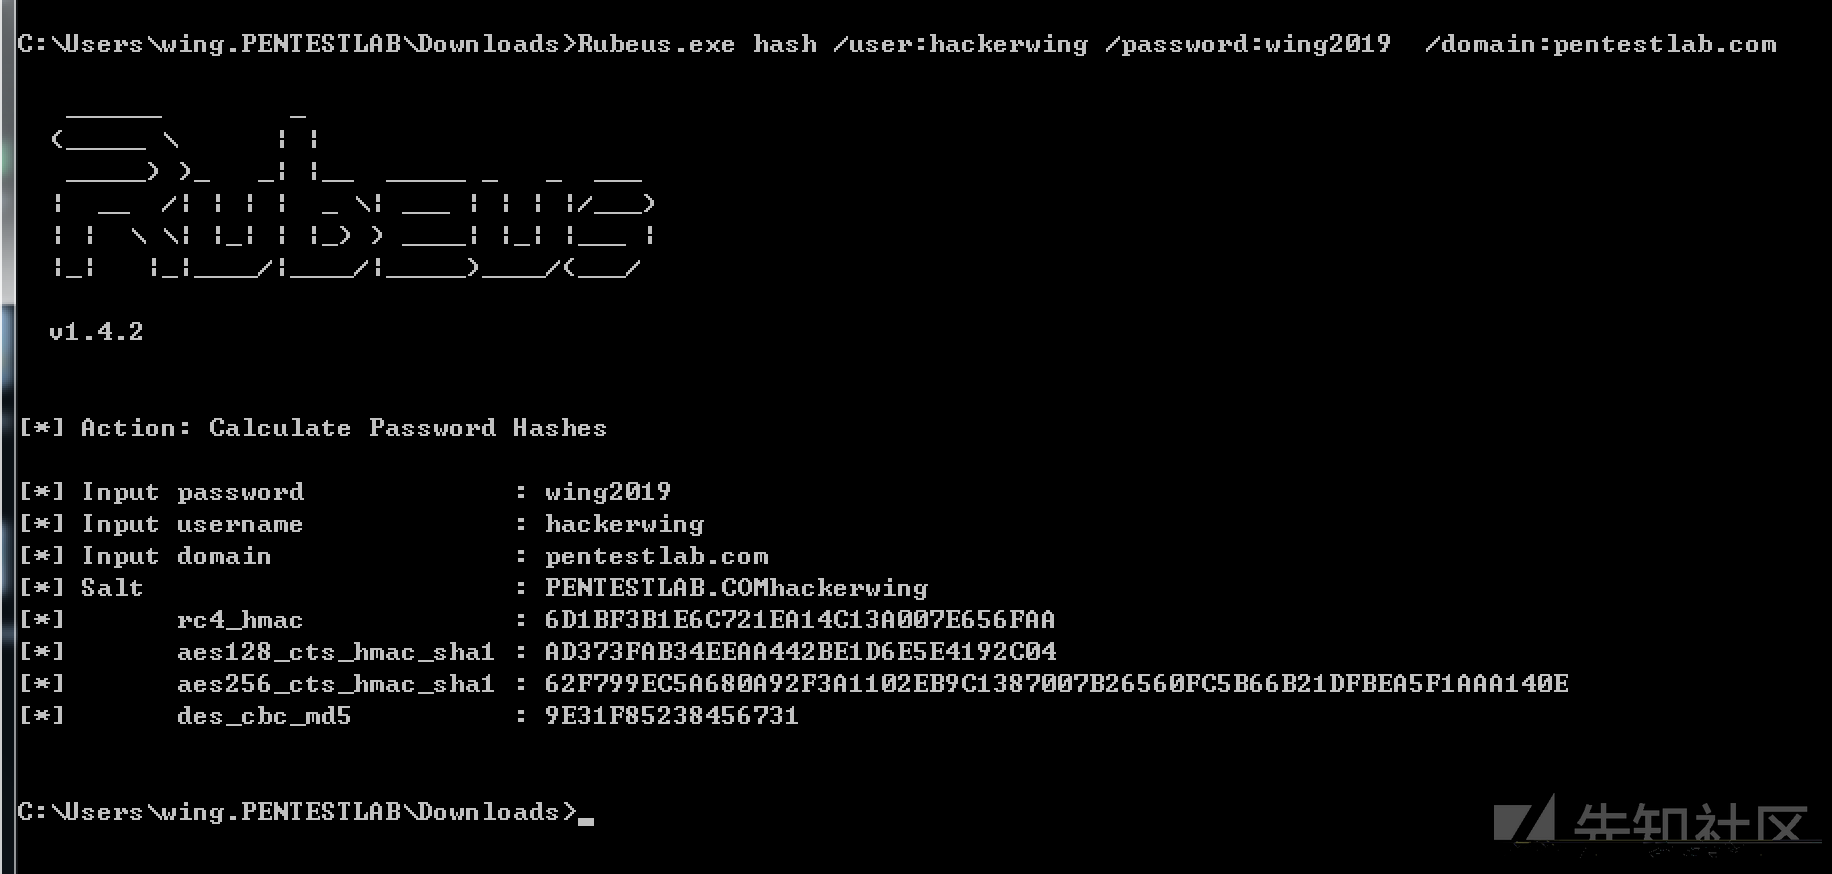 C:\Users\wing.PENTESTLAB\Downloads>Rubeus.exe hash /user:hackerwing /password:wing2019  /domain:pentestlab.com
Rubeus
v1.4.2
[*] Action: Calculate Password Hashes
[*] Input password             : wing2019
[*] Input username             : hackerwing
[*] Input domain               : pentestlab.com
[*] Salt                       : PENTESTLAB.COMhackerwing
[*]       rc4_hmac             : 6D1BF3B1E6C721EA14C13A007E656FAA
[*]       aes128_cts_hmac_sha1 : AD373FAB34EEAA442BE1D6E5E4192C04
[*]       aes256_cts_hmac_sha1 : 62F799EC5A680A92F3A1102EB9C1387007B26560FC5B66B21DFBEA5F1AAA140E
[*]       des_cbc_md5          : 9E31F85238456731
C:\Users\wing.PENTESTLAB\Downloads>_
先知社区